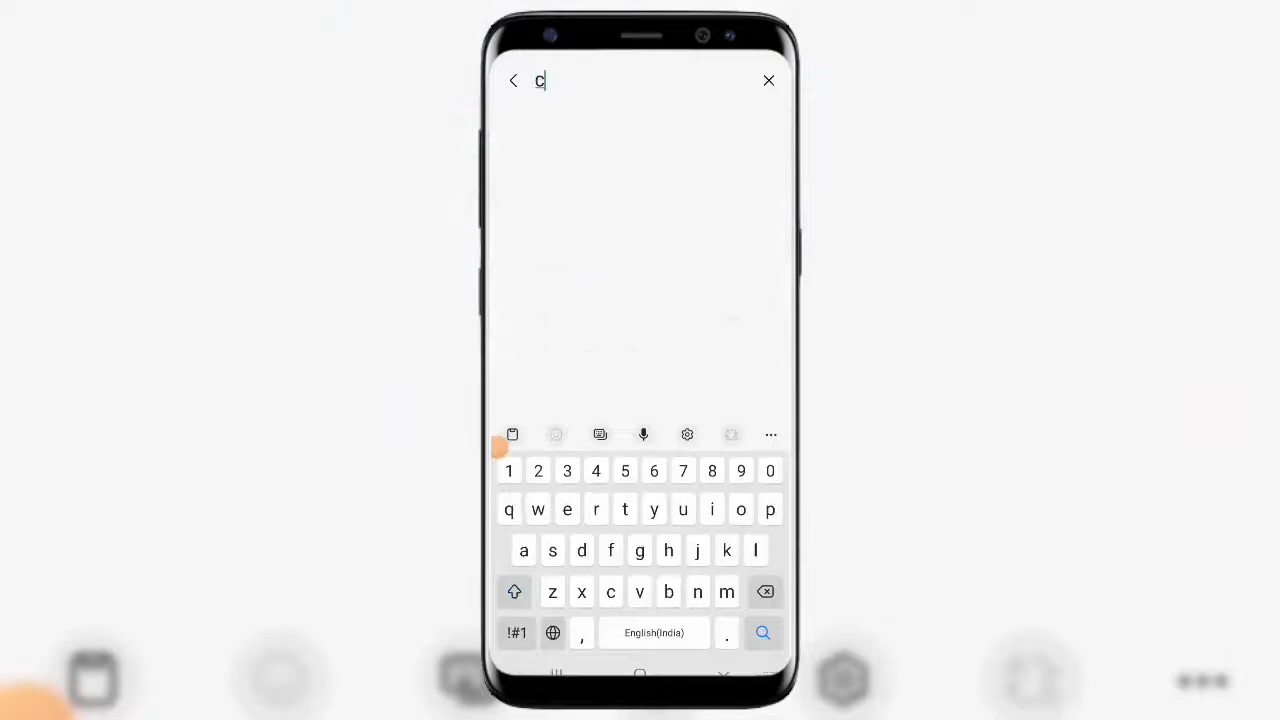 C
1 2 3 4 5 6 7 8 9 0
q w e r t y u i o p
a s d f g h j k l
z x c v b n m
!#1 , English(India) .